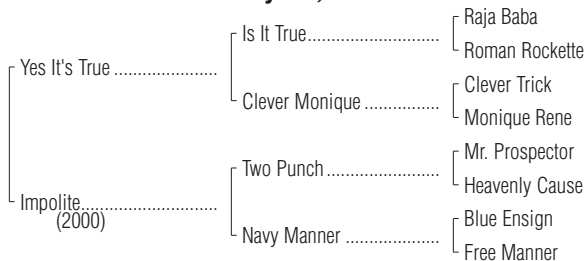 Raja Baba
Is It True
Roman Rockette
Yes It's True
Clever Trick
Clever Monique
Monique Rene
Mr. Prospector
Two Punch
Heavenly Cause
Impolite
(2000)
Blue Ensign
Navy Manner
Free Manner